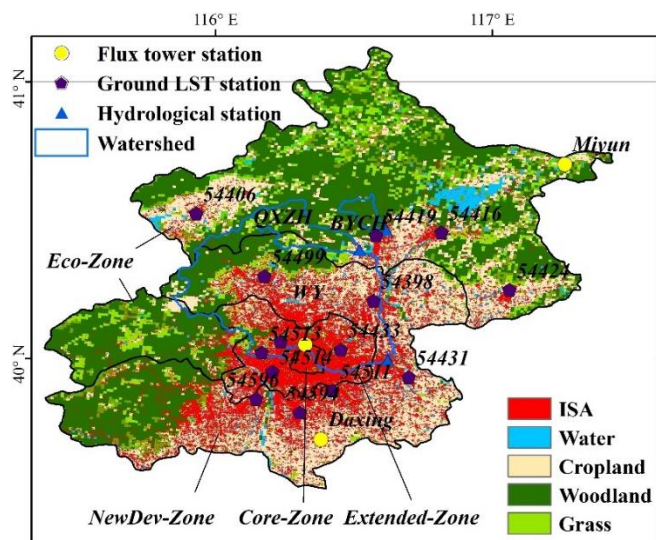 116° E
117° E
41° N
40° N
Flux tower station
Ground LST station
Hydrological station
Watershed
Miyun
54406
QXZH
BYCIP
54419
54416
Eco-Zone
54499
54398
54424
WY
54513
54433
54514
54431
54596
54594
54511
Daxing
NewDev-Zone
Core-Zone
Extended-Zone
ISA
Water
Cropland
Woodland
Grass